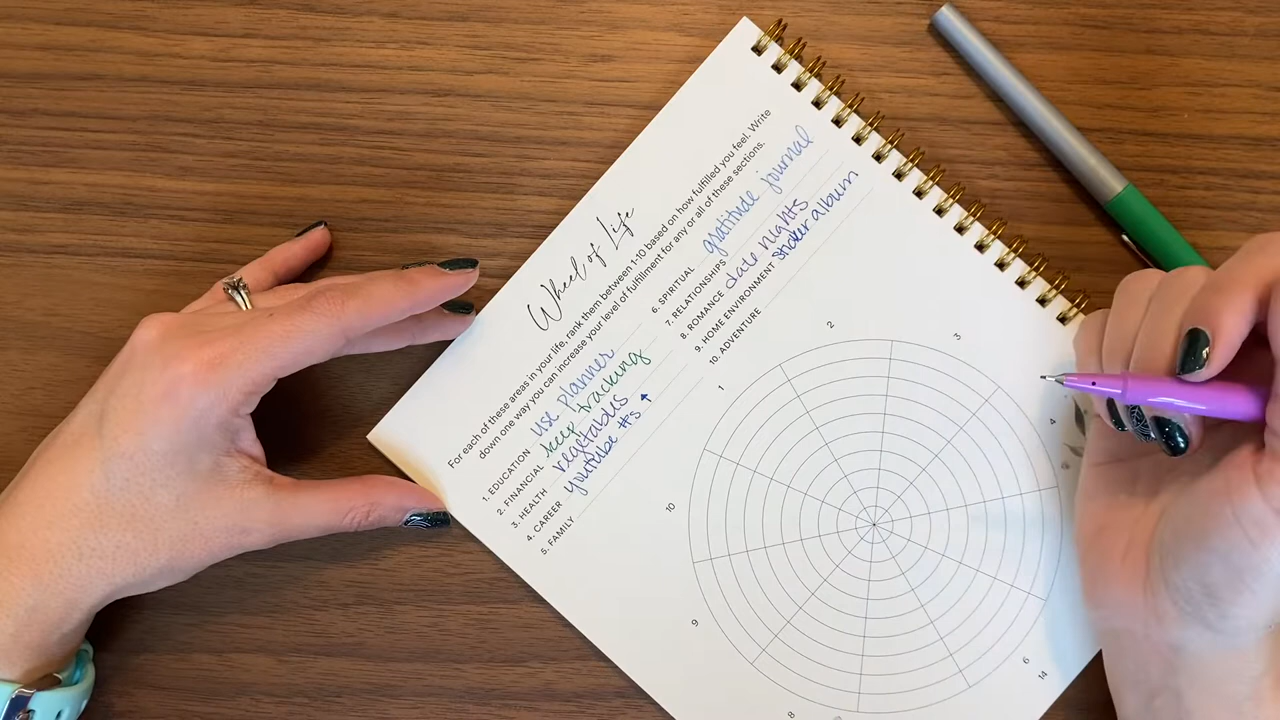 Wheel of Life
For each of these areas in your life, rank them between 1-10 based on how fulfilled you feel. Write
down one way you can increase your level of fulfillment for any or all of these sections.
1. EDUCATION use planner
2. FINANCIAL keep tracking
3. HEALTH vegetables
4. CAREER youtube #s ↑
5. FAMILY
6. SPIRITUAL gratitude journal
7. RELATIONSHIPS
8. ROMANCE date nights
9. HOME ENVIRONMENT sticker album
10. ADVENTURE
1
2
3
4
6
8
9
10
14